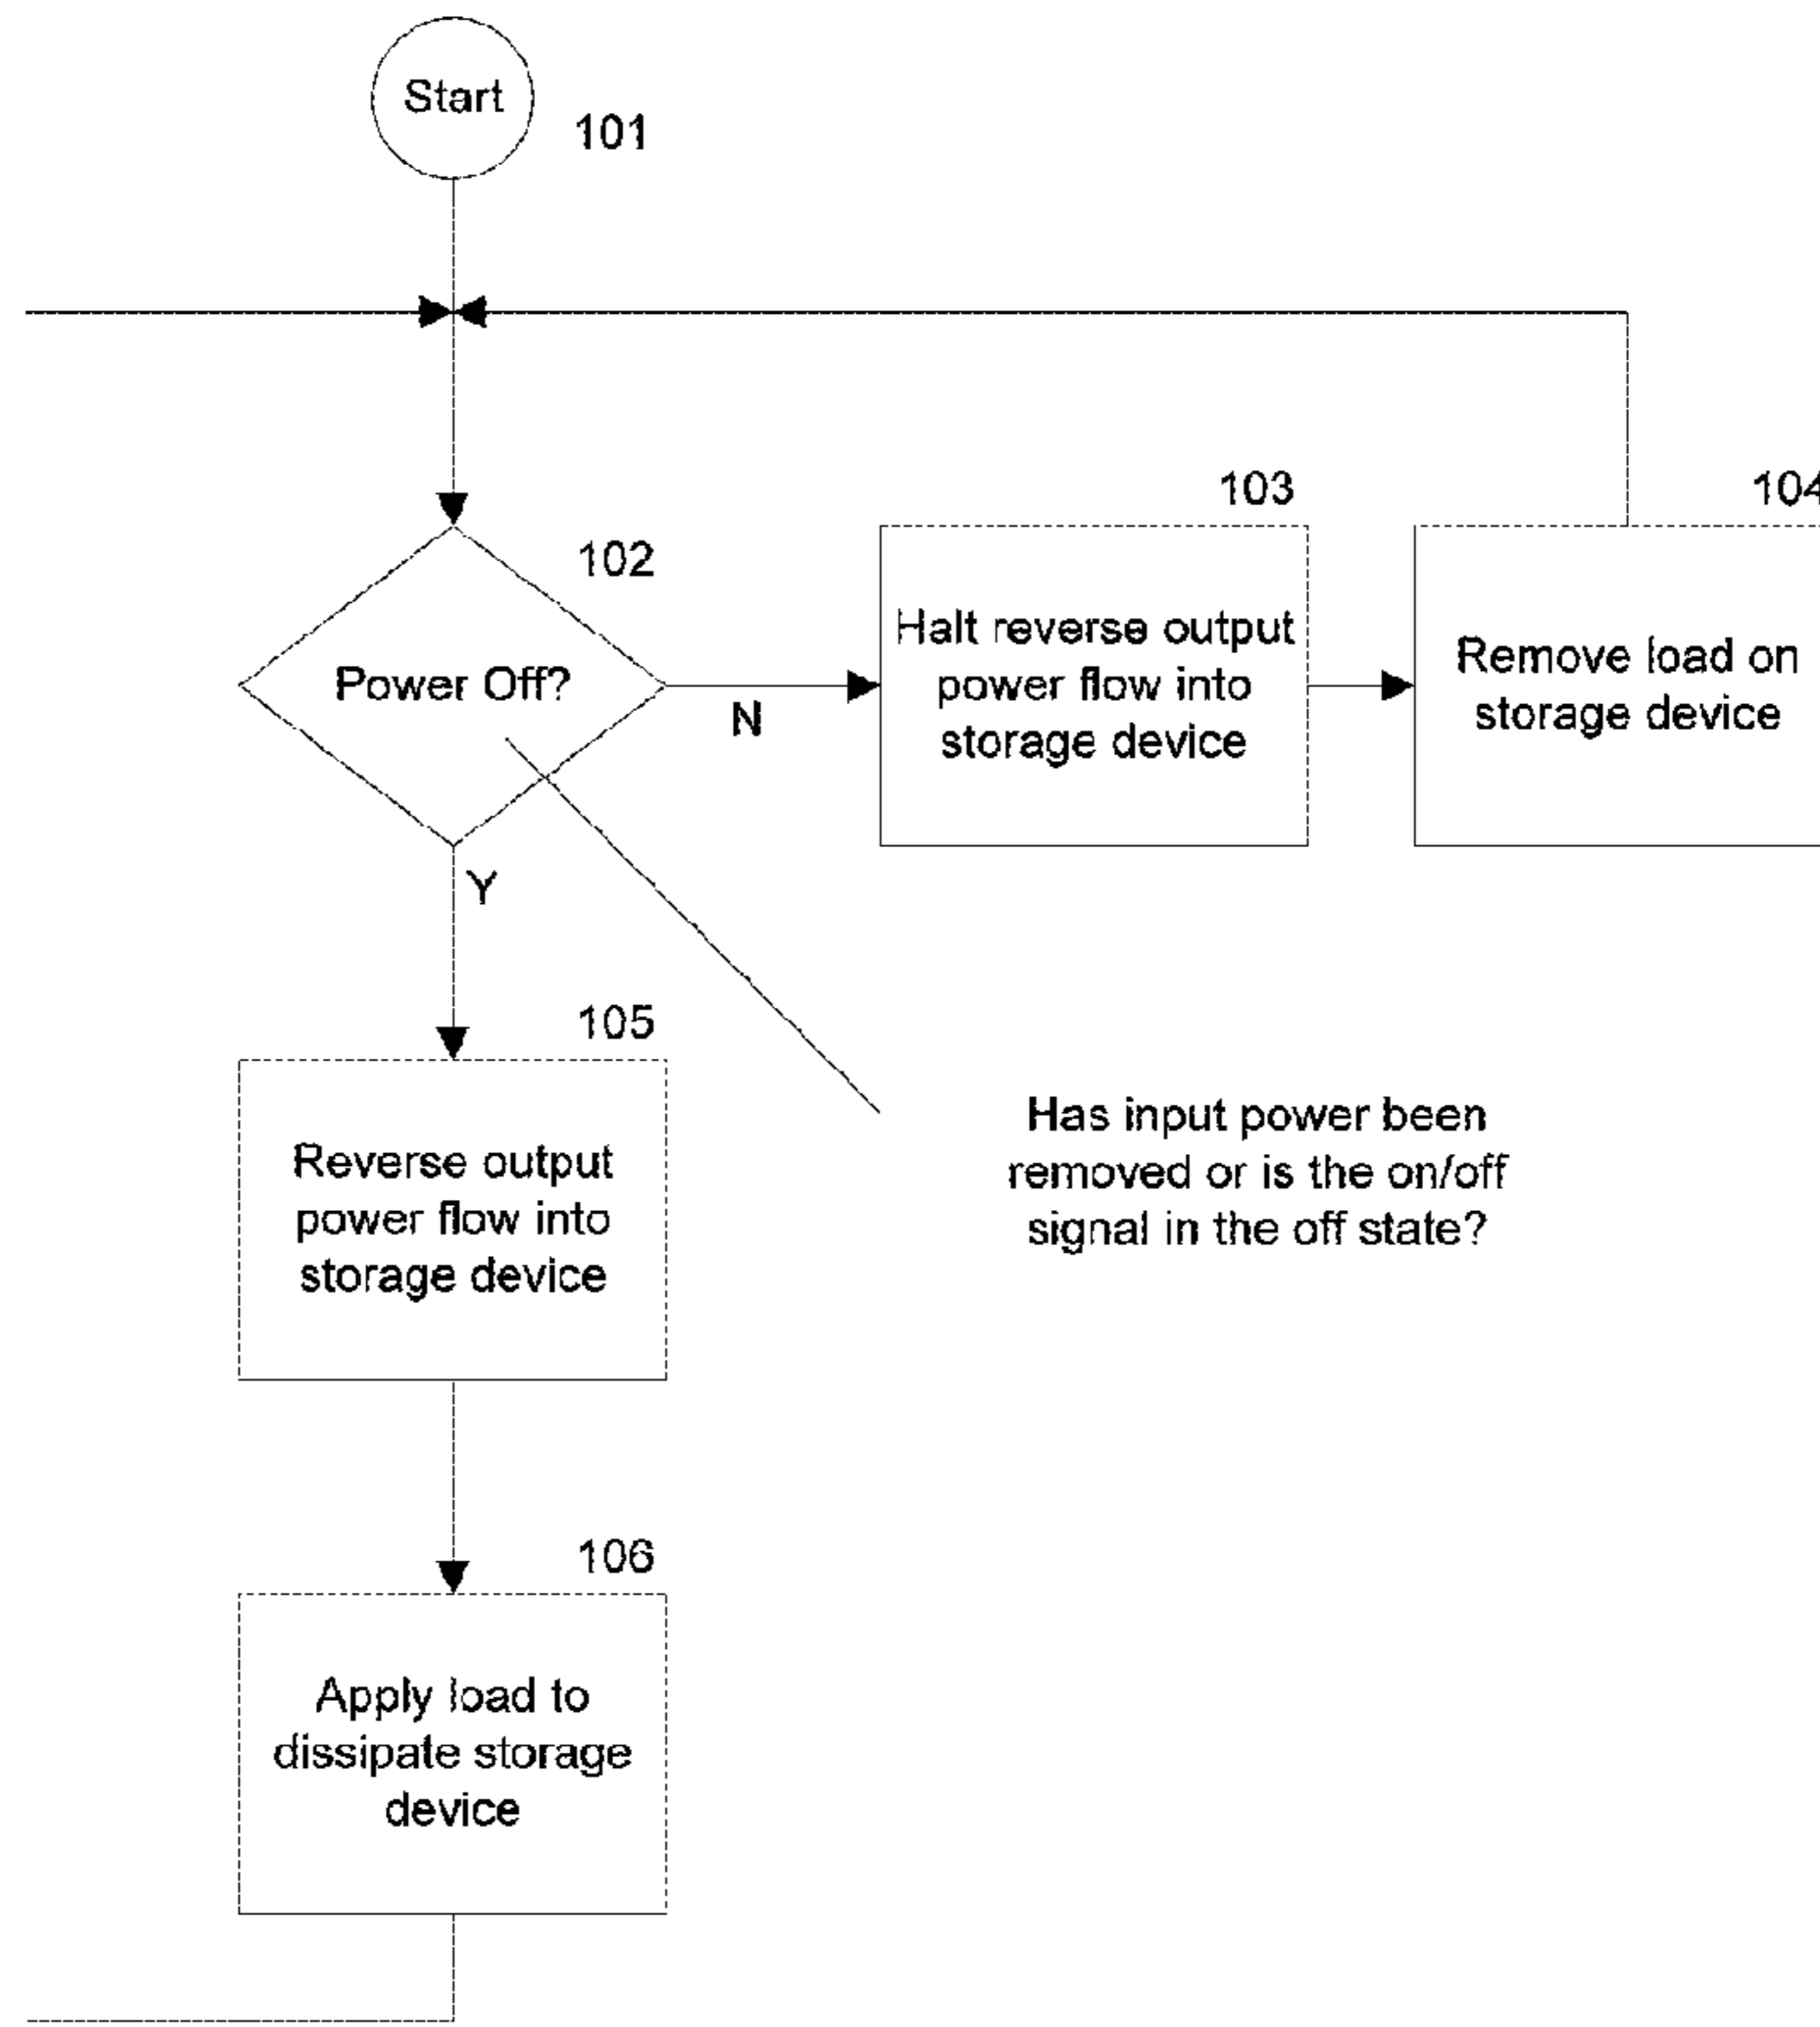 Start
101
102
Power Off?
N
Y
103
Halt reverse output
power flow into
storage device
104
Remove load on
storage device
105
Reverse output
power flow into
storage device
Has input power been
removed or is the on/off
signal in the off state?
106
Apply load to
dissipate storage
device